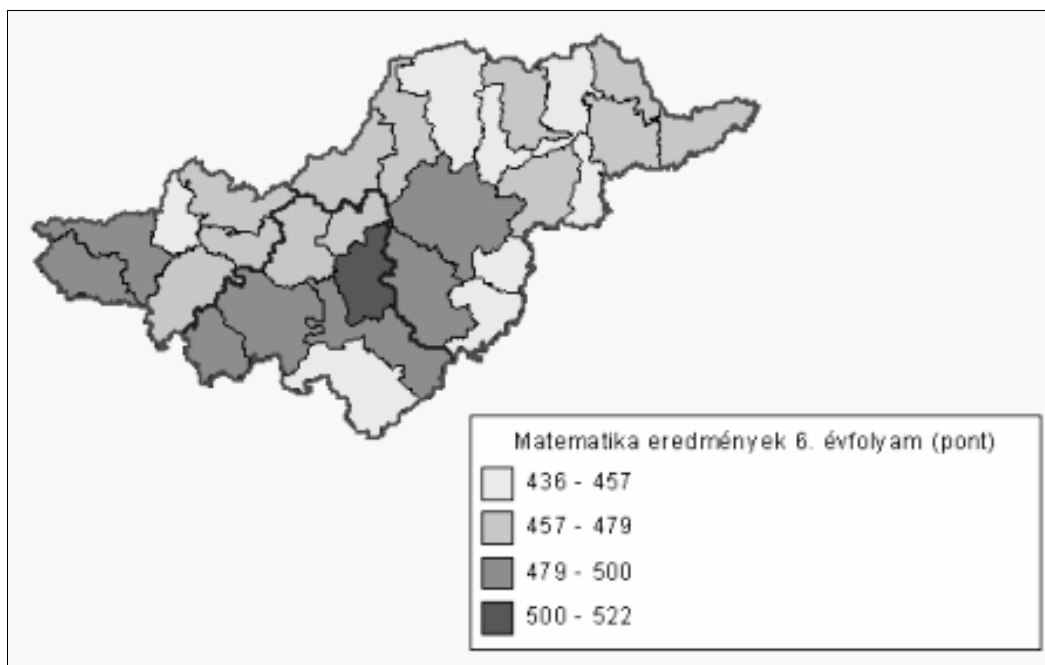 Matematika eredmények 6. évfolyam (pont)
436 - 457
457 - 479
479 - 500
500 - 522